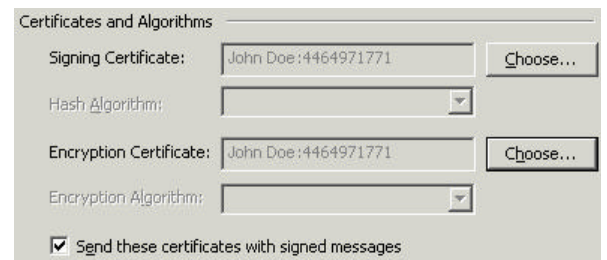 Certificates and Algorithms
Signing Certificate: John Doe:4464971771 Choose...
Hash Algorithm:
Encryption Certificate: John Doe:4464971771 Choose...
Encryption Algorithm:
Send these certificates with signed messages